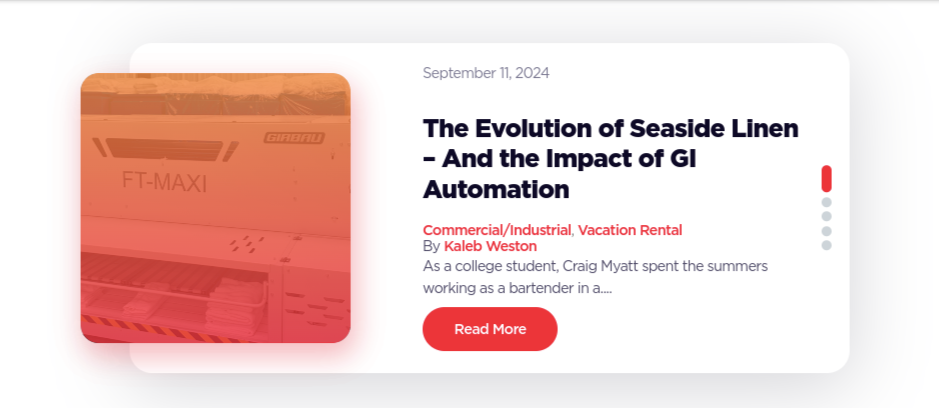 GIRBAU
FT-MAXI
September 11, 2024
The Evolution of Seaside Linen
– And the Impact of GI
Automation
Commercial/Industrial, Vacation Rental
By Kaleb Weston
As a college student, Craig Myatt spent the summers
working as a bartender in a....
Read More